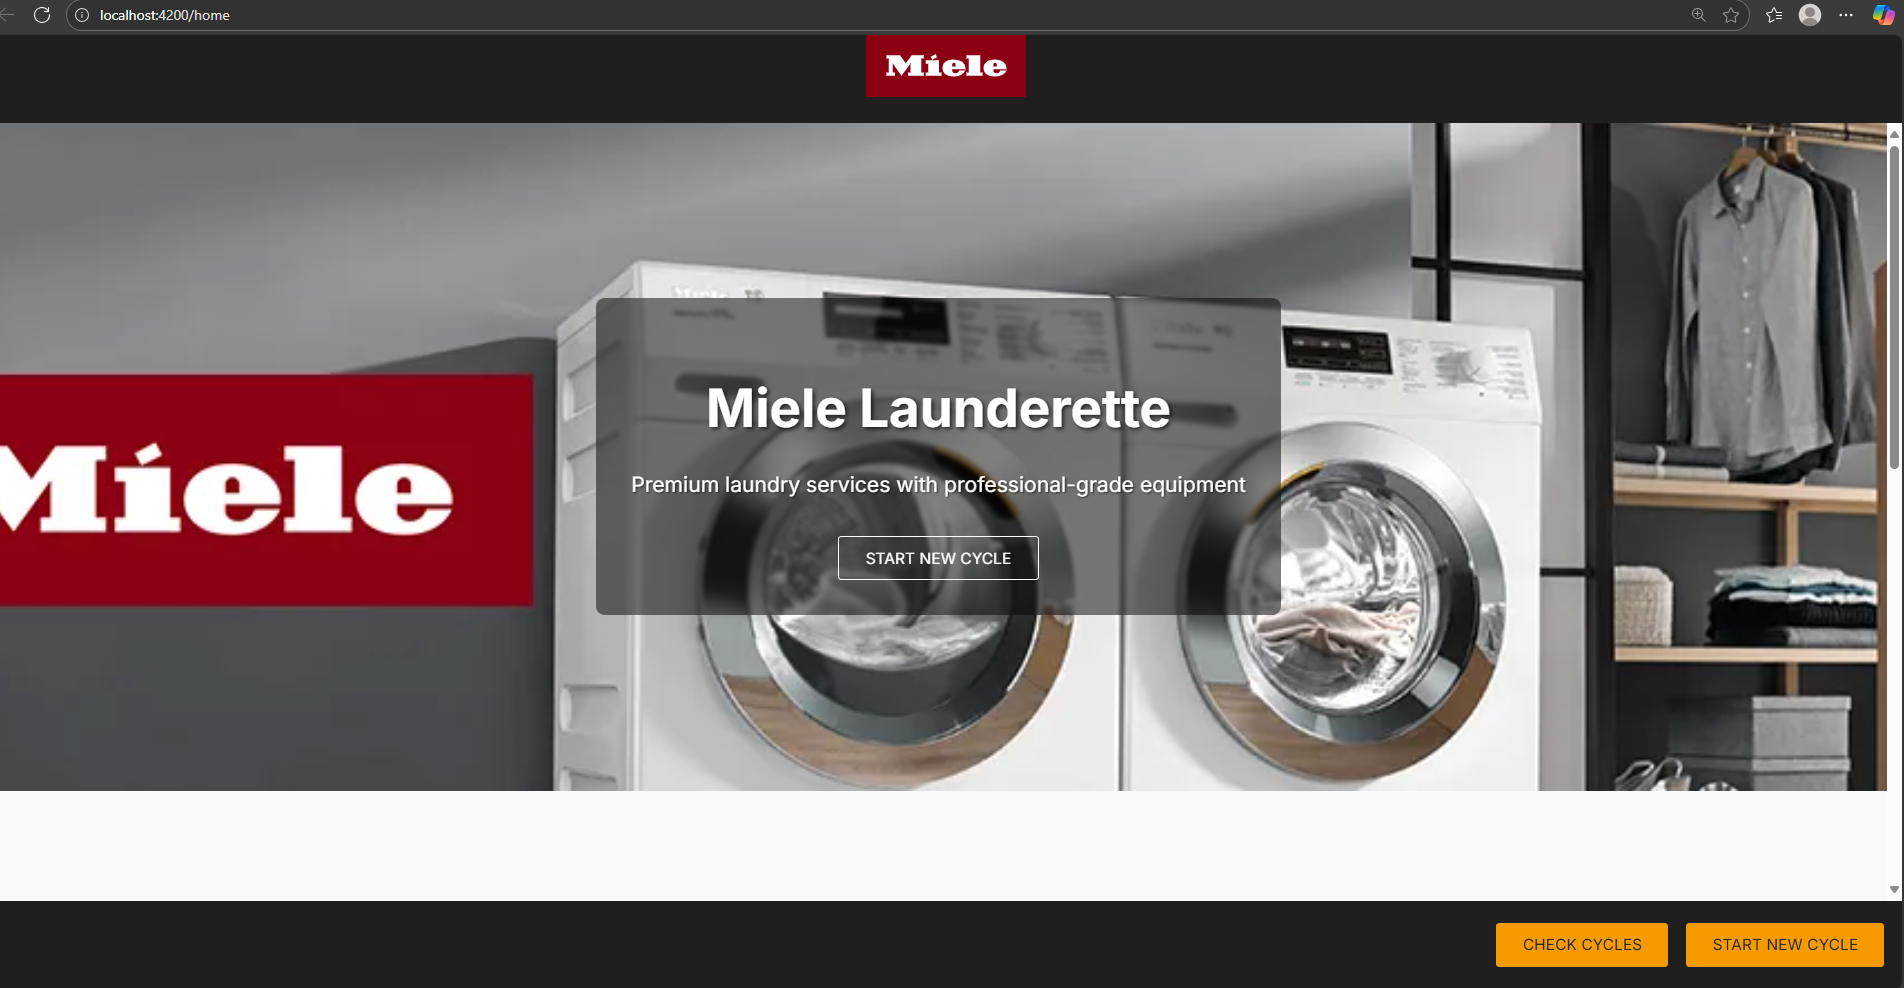 localhost:4200/home
Miele
Miele
Miele Launderette
Premium laundry services with professional-grade equipment
START NEW CYCLE
CHECK CYCLES
START NEW CYCLE